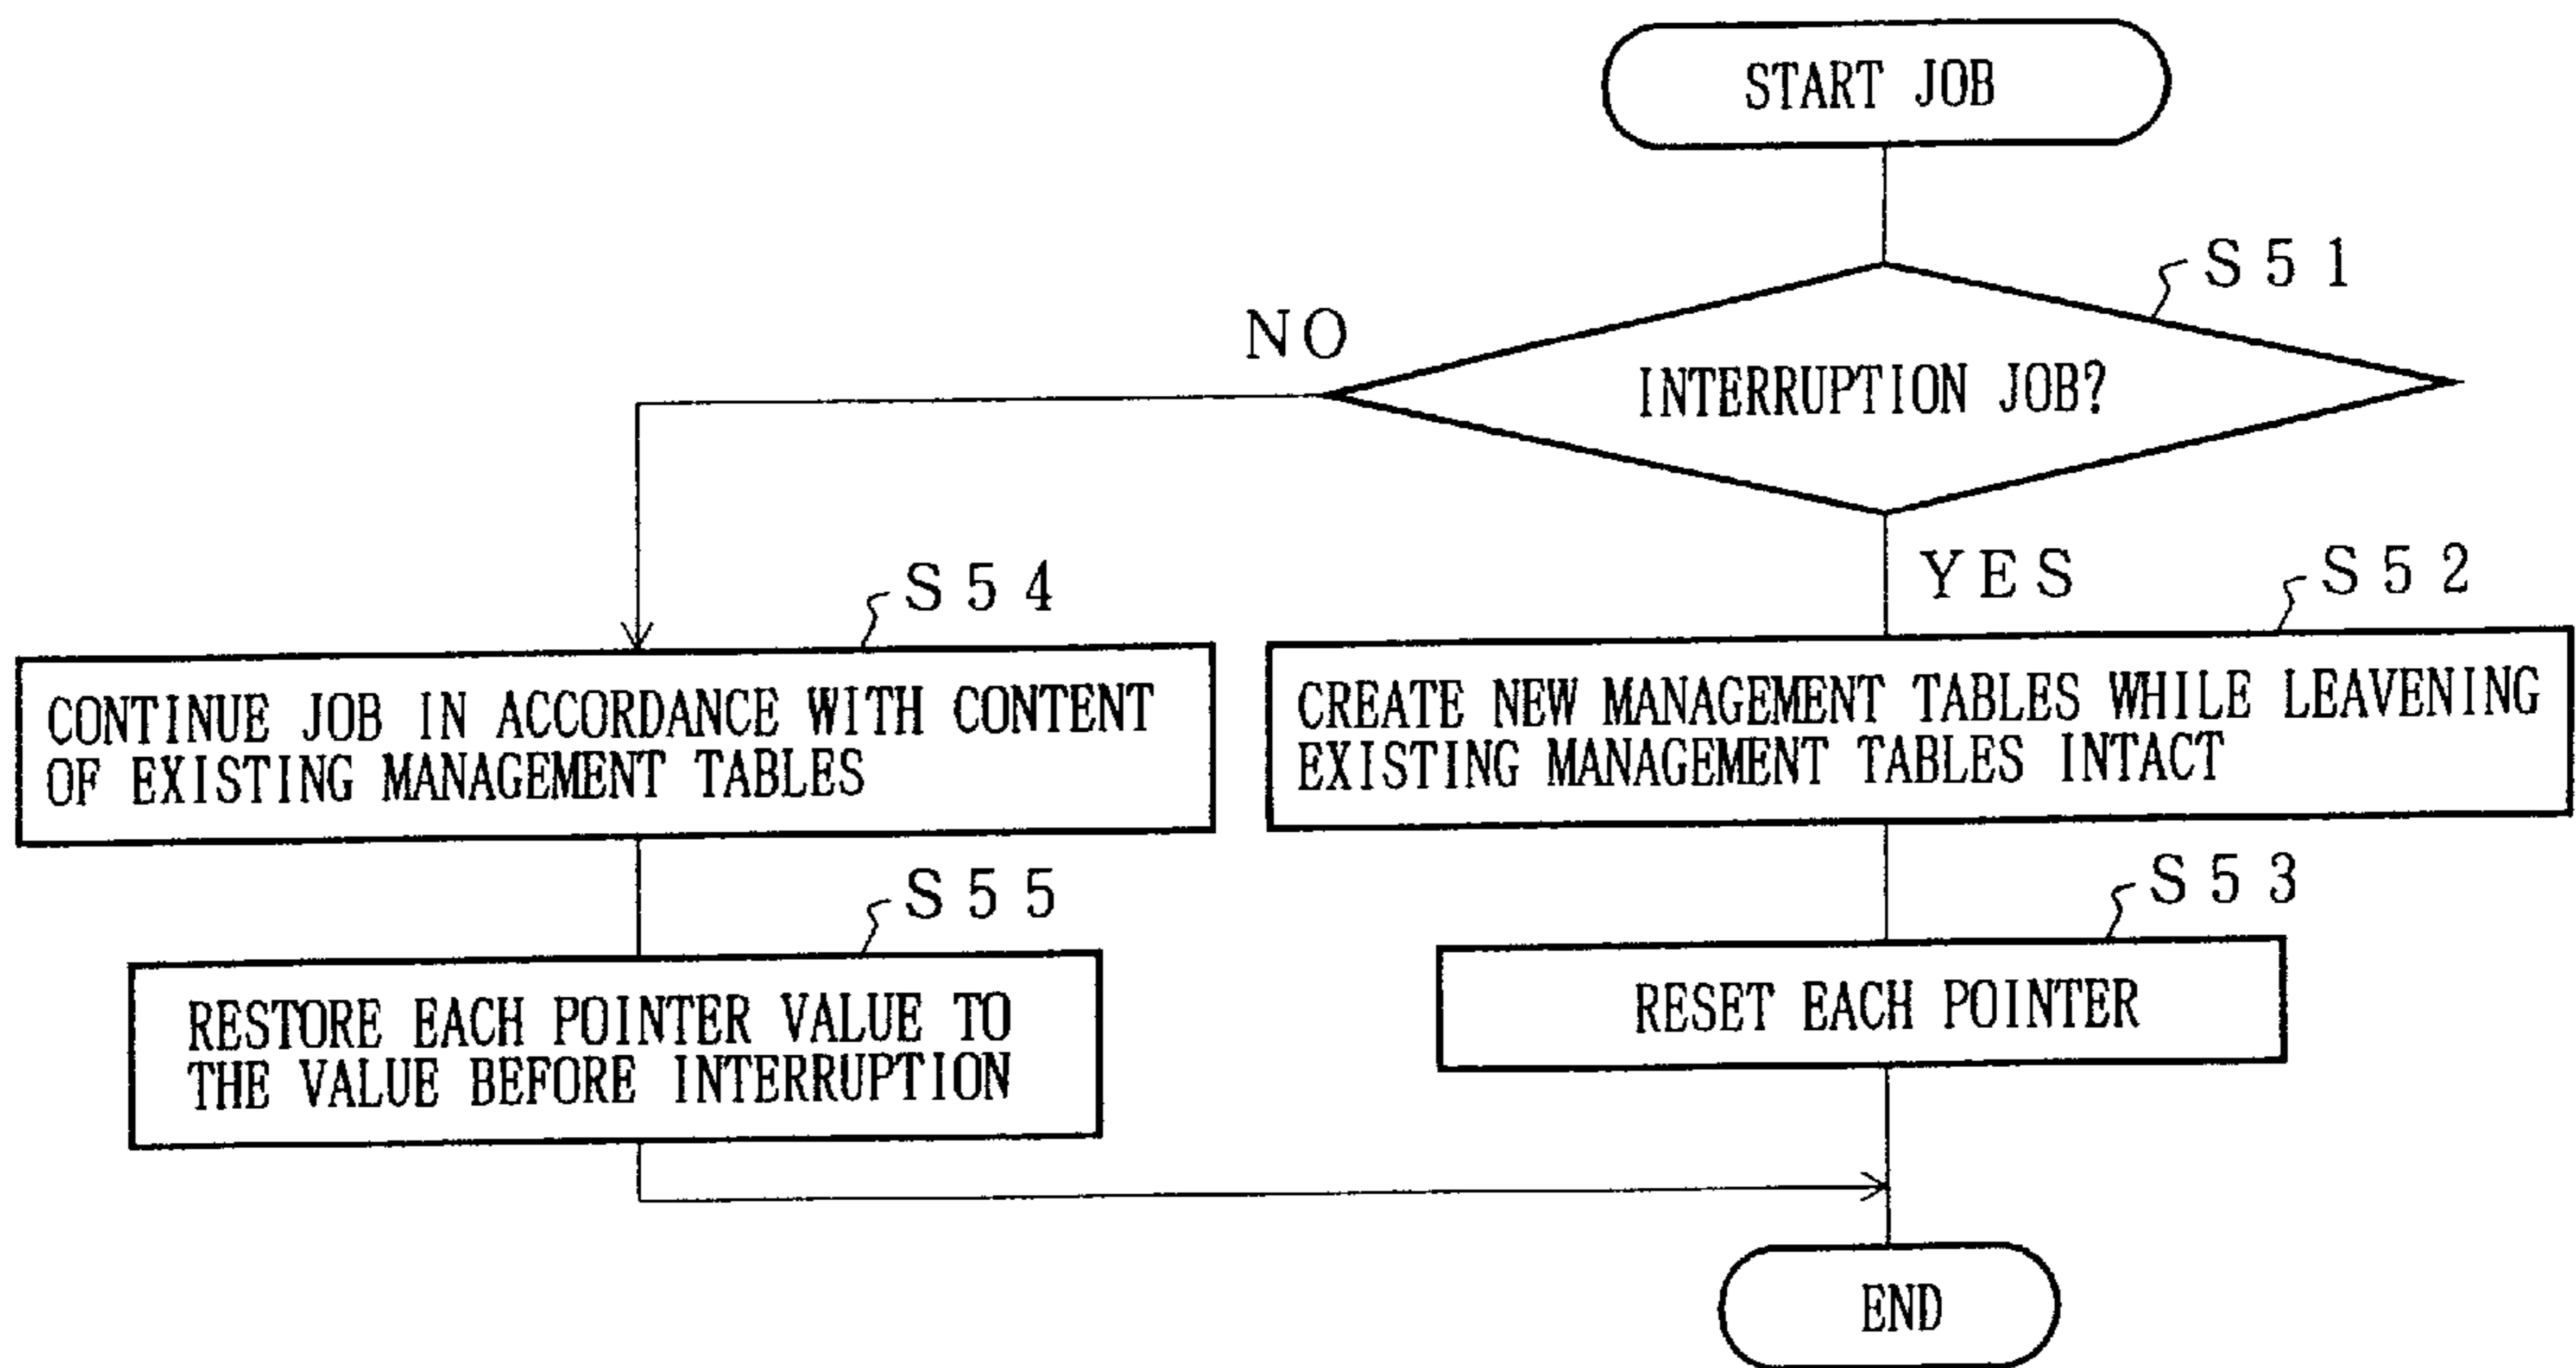 START JOB
S51
NO
INTERRUPTION JOB?
YES
S52
S54
CREATE NEW MANAGEMENT TABLES WHILE LEAVENING
EXISTING MANAGEMENT TABLES INTACT
CONTINUE JOB IN ACCORDANCE WITH CONTENT
OF EXISTING MANAGEMENT TABLES
S53
S55
RESET EACH POINTER
RESTORE EACH POINTER VALUE TO
THE VALUE BEFORE INTERRUPTION
END